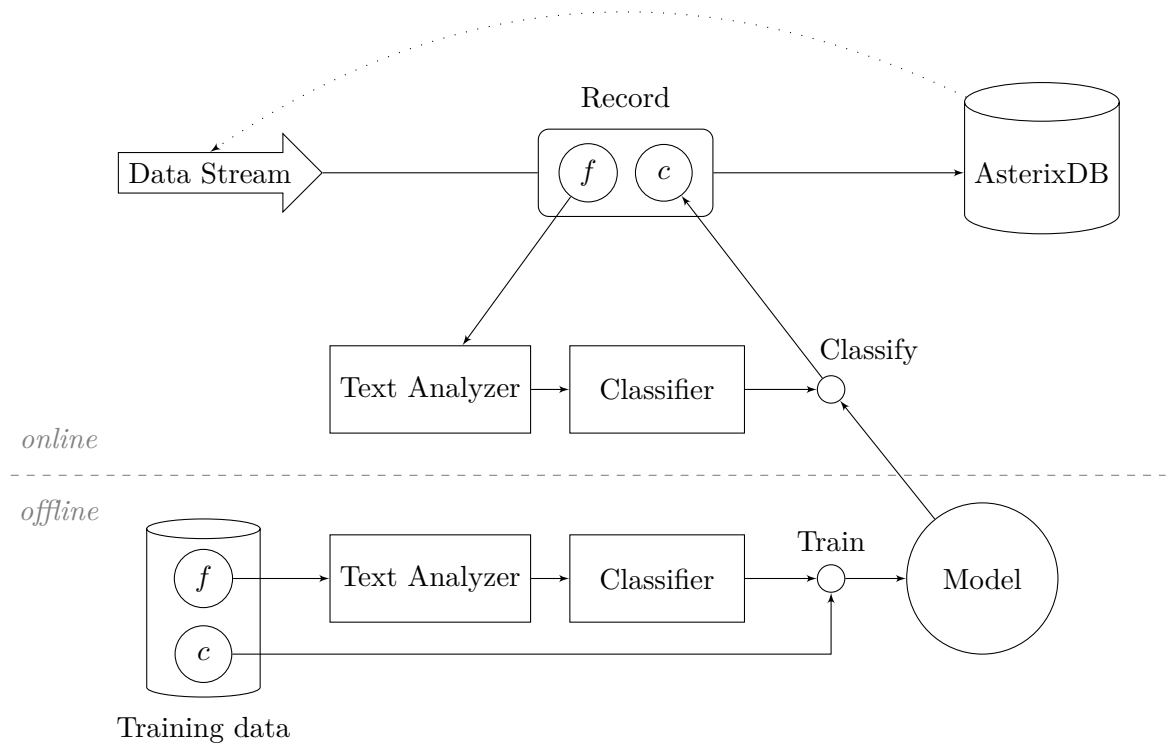 Record
Data Stream
f
c
AsterixDB
Classify
Text Analyzer
Classifier
online
offline
Train
f
Text Analyzer
Classifier
Model
c
Training data